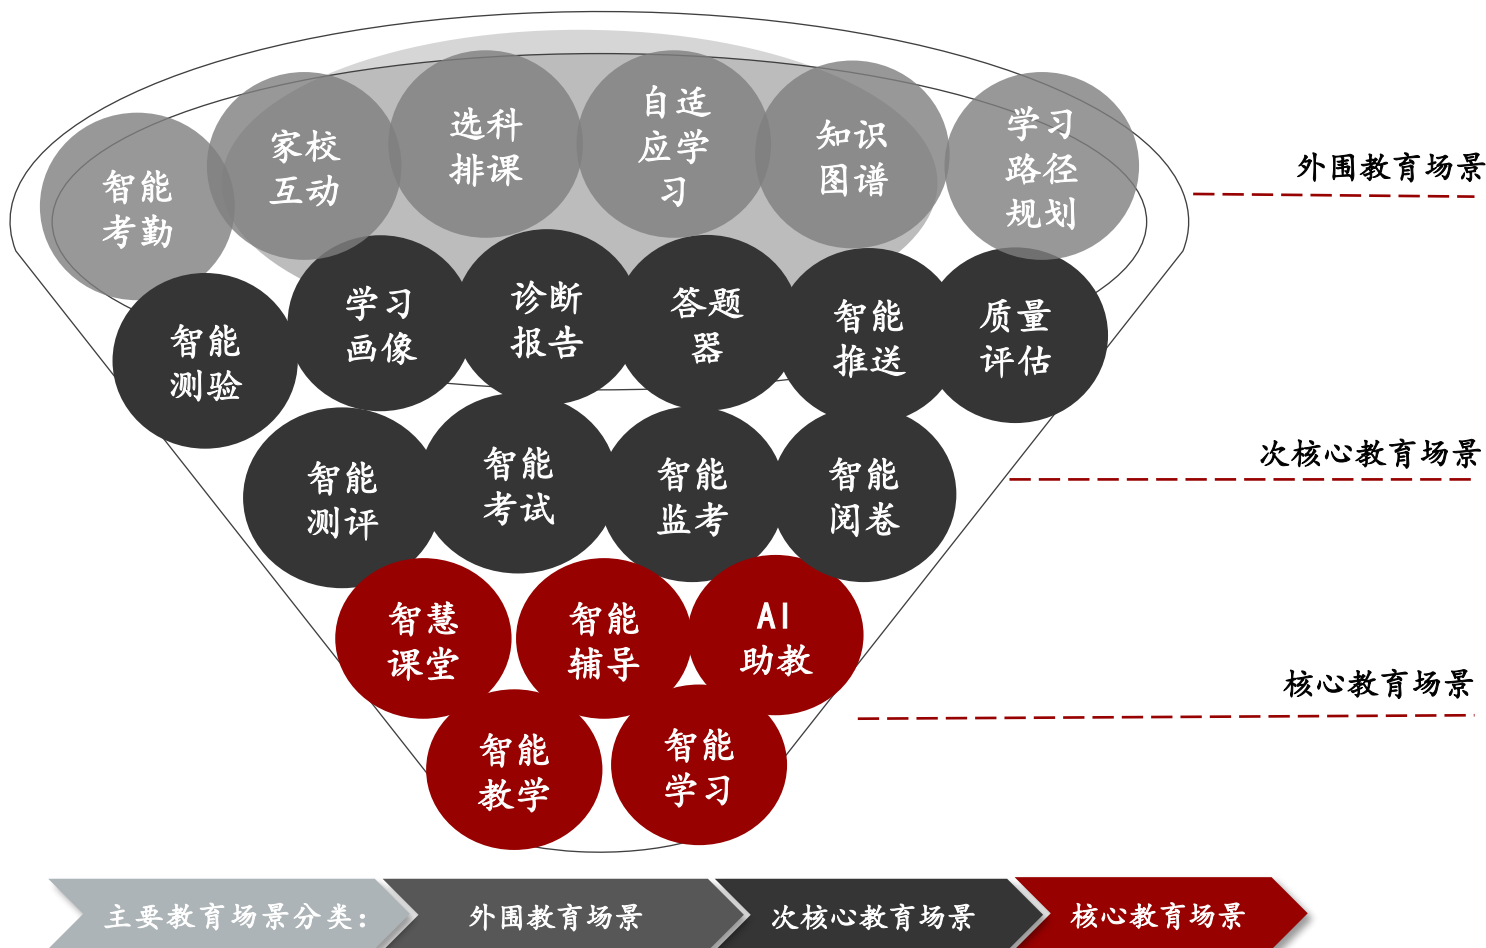 智能
考勤
家校
互动
选科
排课
自适
应学
习
知识
图谱
学习
路径
规划
外围教育场景
智能
测验
学习
画像
诊断
报告
答题
器
智能
推送
质量
评估
次核心教育场景
智能
测评
智能
考试
智能
监考
智能
阅卷
智慧
课堂
智能
辅导
AI
助教
核心教育场景
智能
教学
智能
学习
主要教育场景分类：
外围教育场景
次核心教育场景
核心教育场景